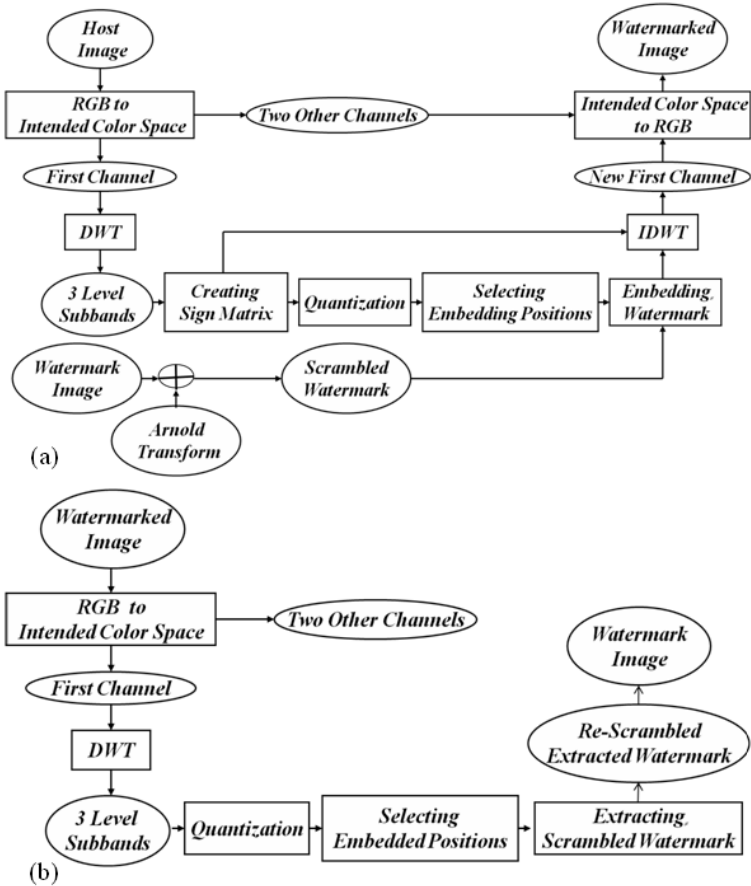 Host
Image
Watermarked
Image
RGB to
Intended Color Space
Two Other Channels
Intended Color Space
to RGB
First Channel
New First Channel
DWT
IDWT
3 Level
Subbands
Creating
Sign Matrix
Quantization
Selecting
Embedding Positions
Embedding
Watermark
Watermark
Image
Scrambled
Watermark
Arnold
Transform
(a)
Watermarked
Image
RGB to
Intended Color Space
Two Other Channels
First Channel
DWT
3 Level
Subbands
Quantization
Selecting
Embedded Positions
Extracting
Scrambled Watermark
Re-Scrambled
Extracted Watermark
Watermark
Image
(b)